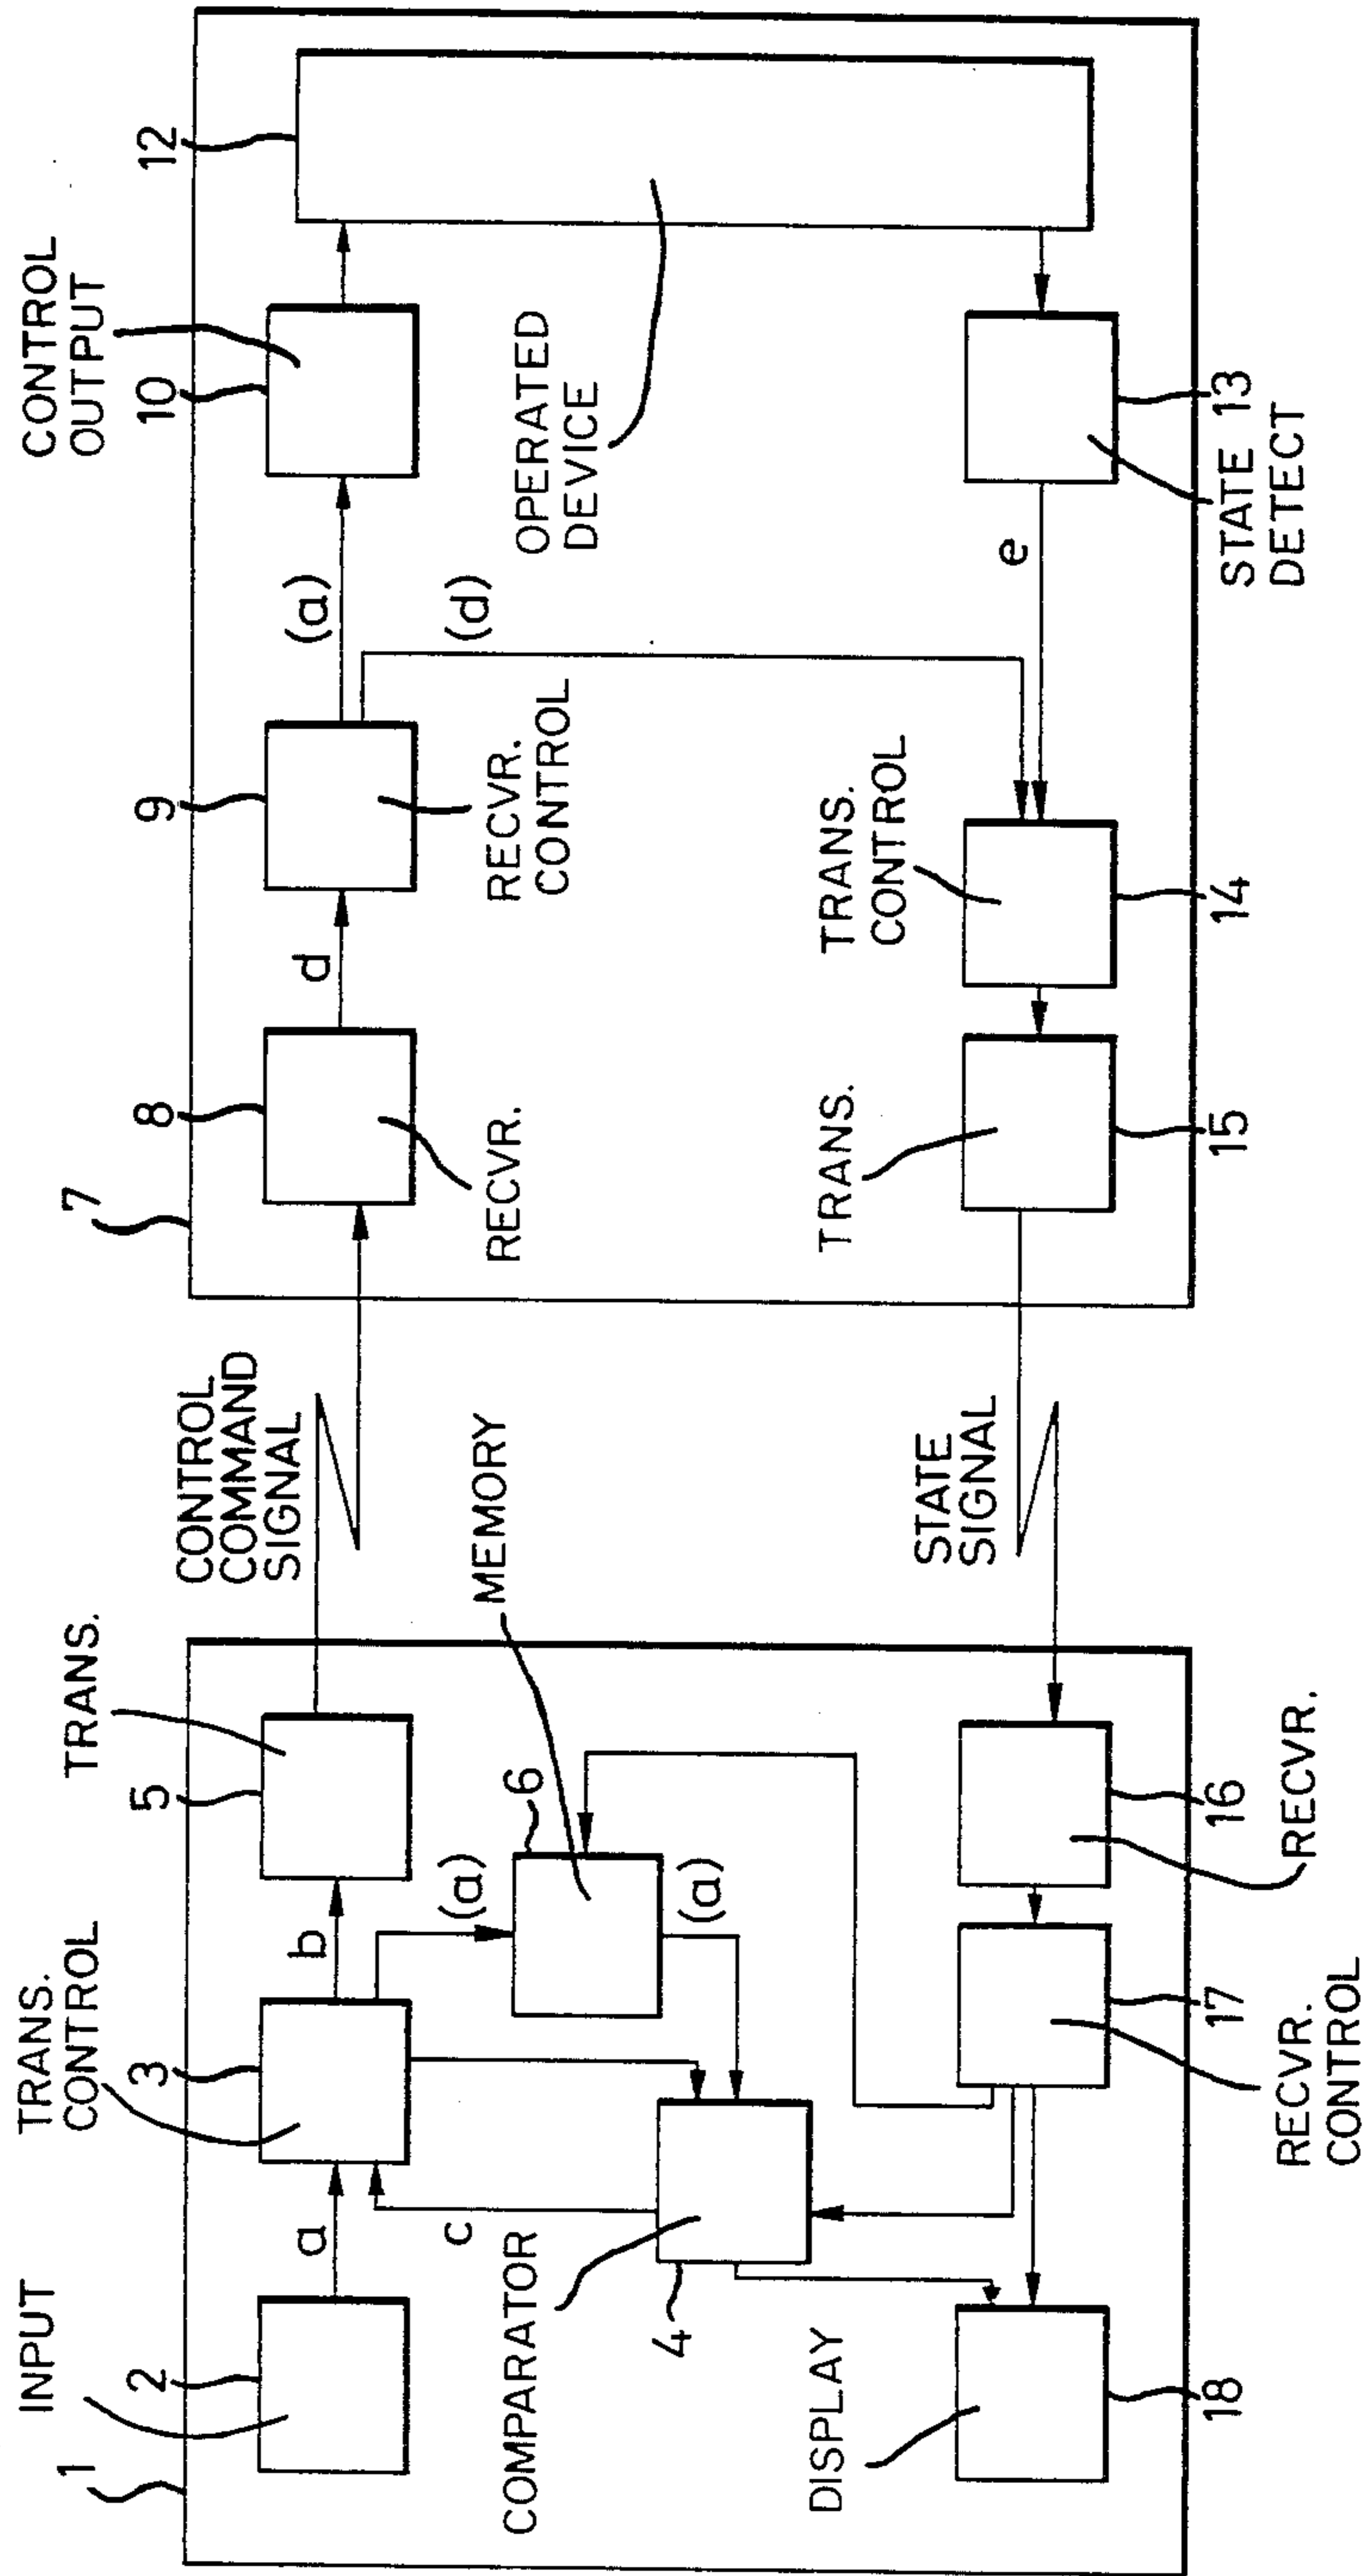 1
INPUT
2
a
TRANS.
CONTROL
3
b
TRANS.
5
(a)
6
MEMORY
(a)
c
COMPARATOR
4
DISPLAY
18
RECVR.
CONTROL
17
16
RECVR.
CONTROL
COMMAND
SIGNAL
STATE
SIGNAL
7
8
RECVR.
d
9
RECVR.
CONTROL
(a)
(d)
CONTROL
OUTPUT
10
12
OPERATED
DEVICE
e
STATE
DETECT
13
TRANS.
CONTROL
14
TRANS.
15